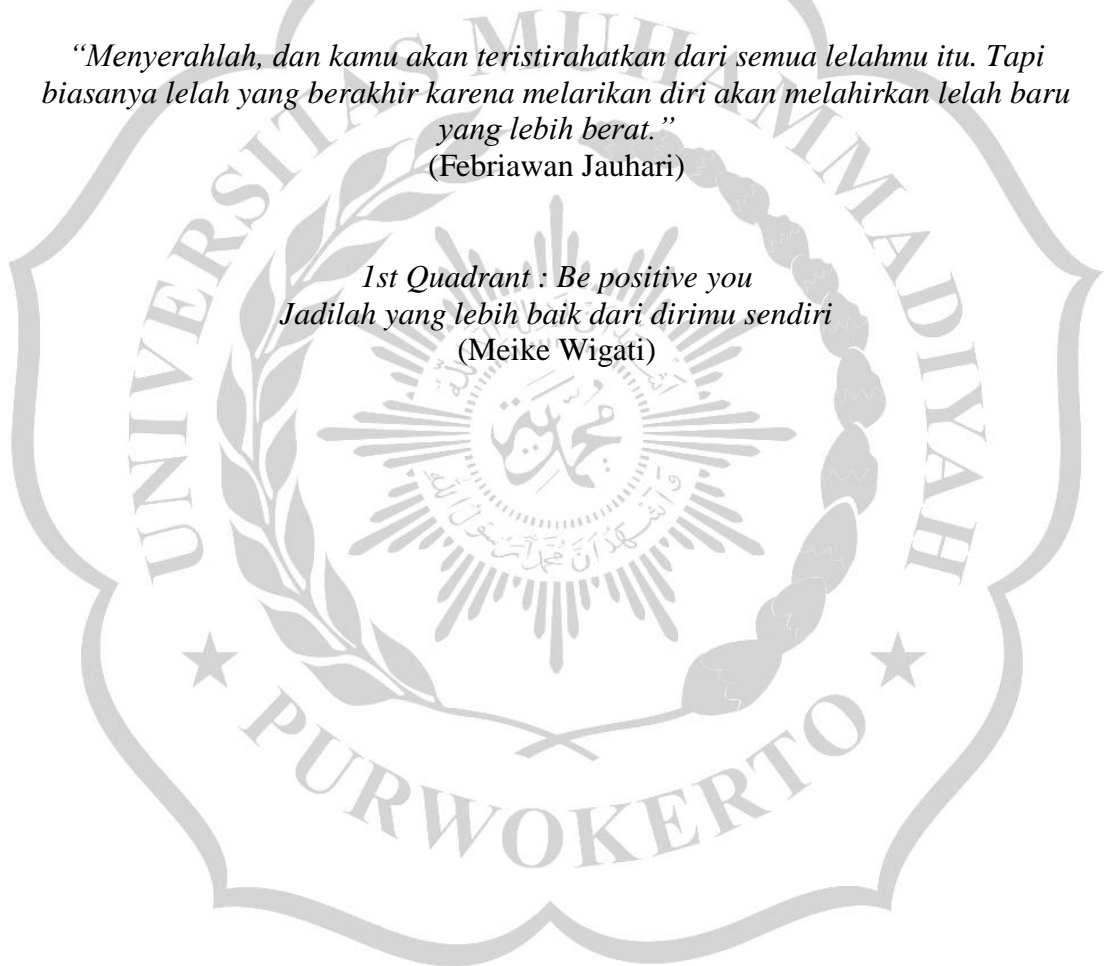 “Menyerahlah, dan kamu akan teristirahatkan dari semua lelahmu itu. Tapi
biasanya lelah yang berakhir karena melarikan diri akan melahirkan lelah baru
yang lebih berat.”
(Febriawan Jauhari)
1st Quadrant : Be positive you
Jadilah yang lebih baik dari dirimu sendiri
(Meike Wigati)
UNIVERSITAS MUHAMMADIYAH
PURWOKERTO
محمدية